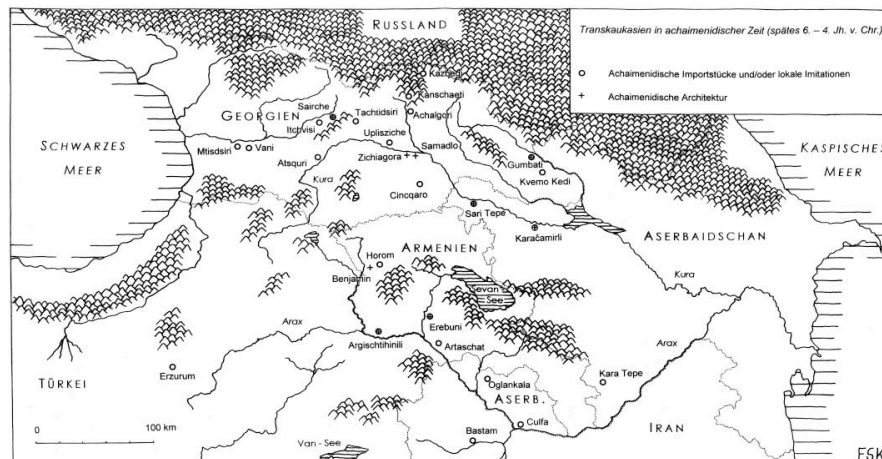 RUSSLAND
Transkaukasien in achaimenidischer Zeit (spätes 6. – 4. Jh. v. Chr.)
Achaimenidische Importstücke und/oder lokale Imitationen
Achaimenidische Architektur
Kazbegi
Kanschaeti
Achalgori
GEORGIEN
Sairche
Tachtidsiri
Itchvisi
Uplisziche
Samadlo
SCHWARZES
MEER
KASPISCHES
MEER
Mtisdsiri
Vani
Atsquri
Zichiagora
Gumbati
Kvemo Kedi
Kura
Cincqaro
Sari Tepe
Karačamirli
ASERBAIDSCHAN
Kura
ARMENIEN
Horom
Benjamin
Sevan
See
Arax
Argischtihinili
Erebuni
Artaschat
Arax
Erzurum
TÜRKEI
Oglankala
ASERB.
Kara Tepe
Culfa
IRAN
Bastam
Van - See
0
100 km
ESK